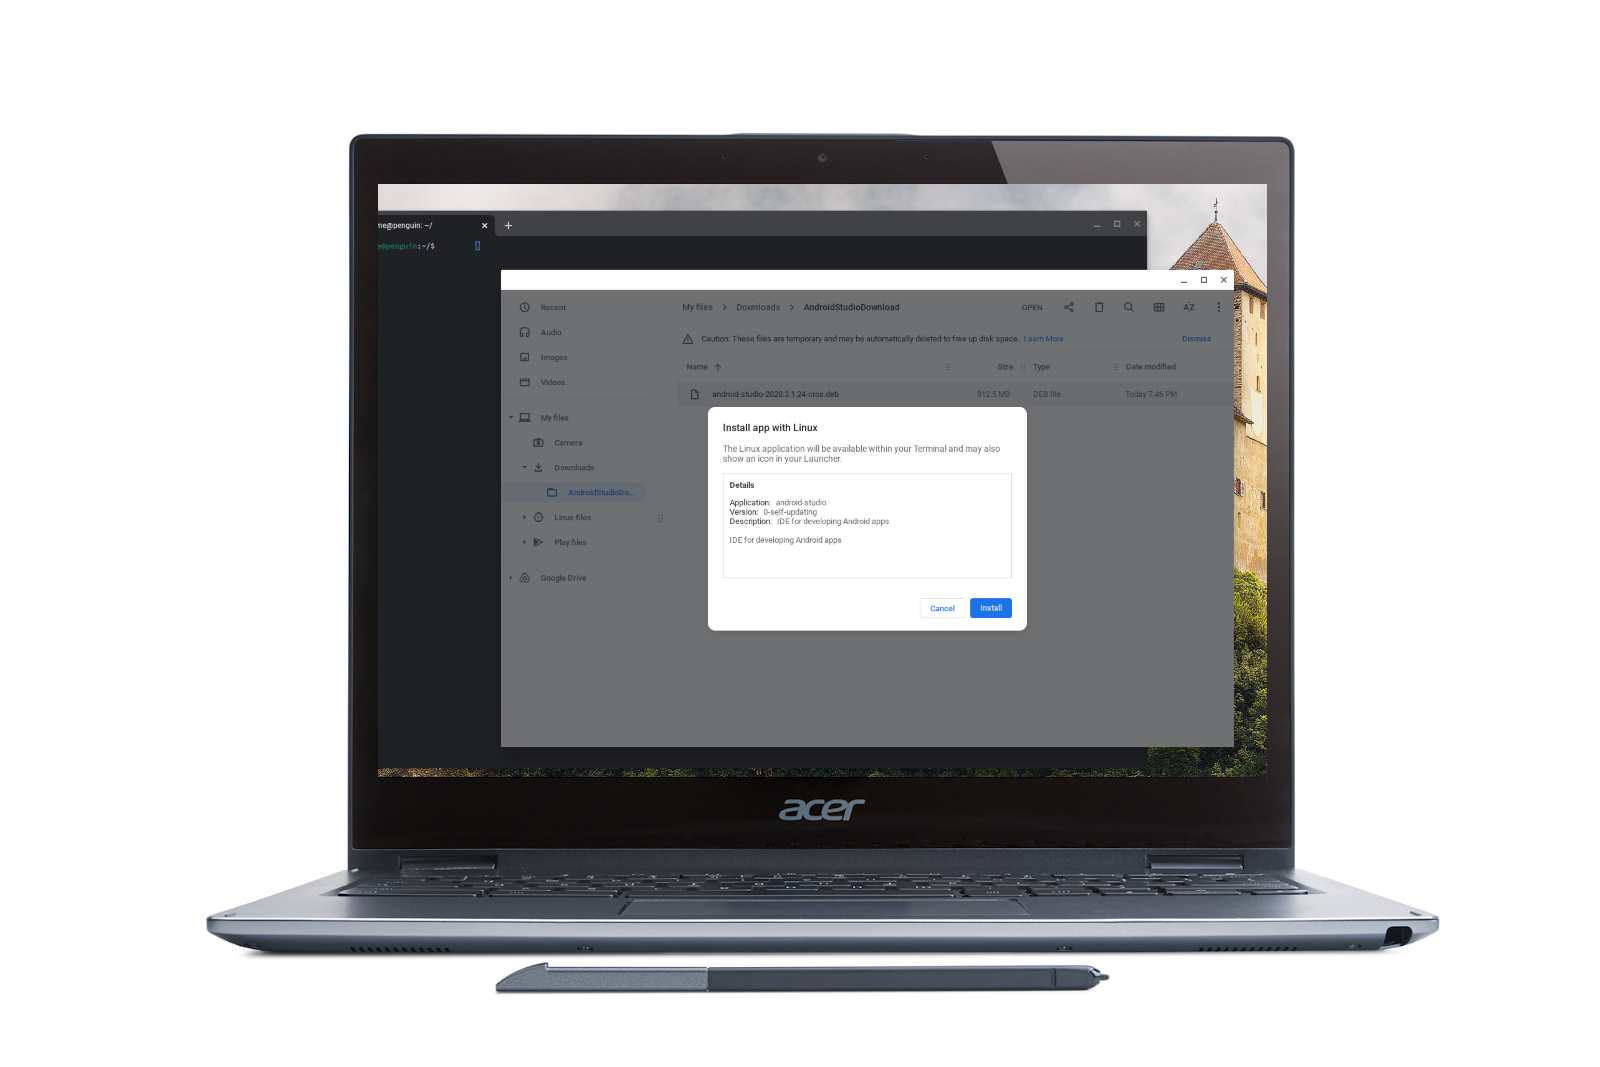 me@penguin: ~/
e@penguin:~/$
Recent
Audio
Images
Videos
My files
Camera
Downloads
AndroidStudioDo...
Linux files
Play files
Google Drive
My files > Downloads > AndroidStudioDownload
OPEN
AZ
Caution: These files are temporary and may be automatically deleted to free up disk space. Learn More
Dismiss
Name
Size
Type
Date modified
android-studio-2020.3.1.24-cros.deb
812.5 MB
DEB file
Today 7:46 PM
Install app with Linux
The Linux application will be available within your Terminal and may also
show an icon in your Launcher.
Details
Application: android-studio
Version: 0-self-updating
Description: IDE for developing Android apps
IDE for developing Android apps
Cancel
Install
acer